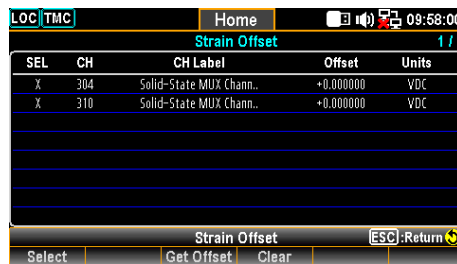 LOC TMC Home 09:58:00
Strain Offset 1 /
SEL CH CH Label Offset Units
X 304 Solid-State MUX Chann.. +0.000000 VDC
X 310 Solid-State MUX Chann.. +0.000000 VDC
Strain Offset ESC :Return
Select Get Offset Clear